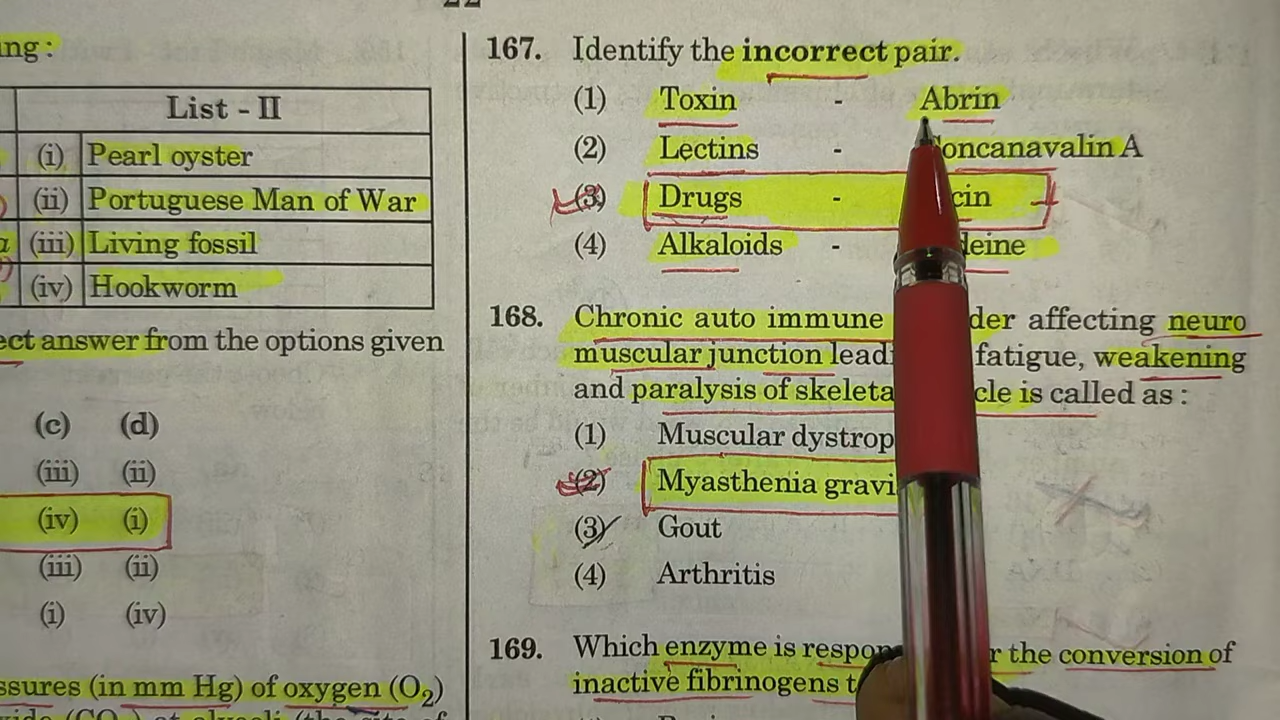 22
ng :
List - II
(i) Pearl oyster
(ii) Portuguese Man of War
(iii) Living fossil
(iv) Hookworm
ect answer from the options given
(c) (d)
(iii) (ii)
(iv) (i)
(iii) (ii)
(i) (iv)
ssures (in mm Hg) of oxygen (O₂)
167. Identify the incorrect pair.
(1) Toxin - Abrin
(2) Lectins - oncanavalin A
(3) Drugs - cin
(4) Alkaloids - deine
168. Chronic auto immune der affecting neuro
muscular junction lead fatigue, weakening
and paralysis of skeleta cle is called as :
(1) Muscular dystrop
(2) Myasthenia gravi
(3) Gout
(4) Arthritis
169. Which enzyme is respon r the conversion of
inactive fibrinogens t